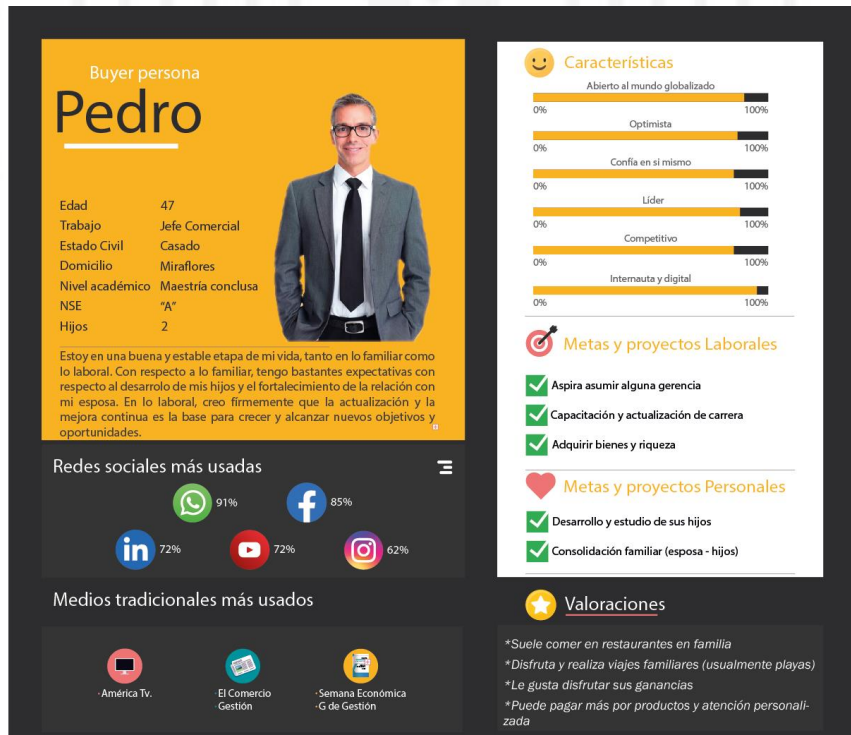 Buyer persona
Pedro
Edad 47
Trabajo Jefe Comercial
Estado Civil Casado
Domicilio Miraflores
Nivel académico Maestría conclusa
NSE “A”
Hijos 2
Estoy en una buena y estable etapa de mi vida, tanto en lo familiar como
lo laboral. Con respecto a lo familiar, tengo bastantes expectativas con
respecto al desarrolo de mis hijos y el fortalecimiento de la relación con
mi esposa. En lo laboral, creo firmemente que la actualización y la
mejora continua es la base para crecer y alcanzar nuevos objetivos y
oportunidades.
Redes sociales más usadas
91%
85%
in 72%
72%
62%
Medios tradicionales más usados
· América Tv.
· El Comercio
· Gestión
· Semana Económica
· G de Gestión
Características
Abierto al mundo globalizado
0% 100%
Optimista
0% 100%
Confía en si mismo
0% 100%
Líder
0% 100%
Competitivo
0% 100%
Internauta y digital
0% 100%
Metas y proyectos Laborales
Aspira asumir alguna gerencia
Capacitación y actualización de carrera
Adquirir bienes y riqueza
Metas y proyectos Personales
Desarrollo y estudio de sus hijos
Consolidación familiar (esposa - hijos)
Valoraciones
*Suele comer en restaurantes en familia
*Disfruta y realiza viajes familiares (usualmente playas)
*Le gusta disfrutar sus ganancias
*Puede pagar más por productos y atención personali-
zada